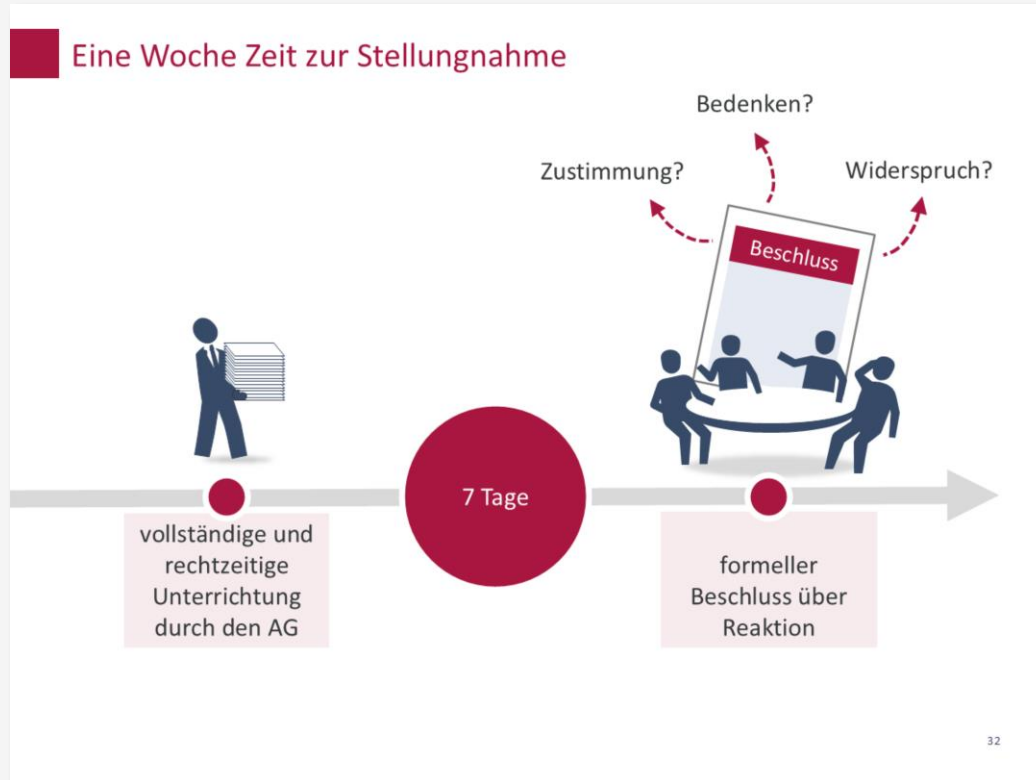 Eine Woche Zeit zur Stellungnahme
Bedenken?
Zustimmung?
Widerspruch?
Beschluss
7 Tage
vollständige und
rechtzeitige
Unterrichtung
durch den AG
formeller
Beschluss über
Reaktion
32